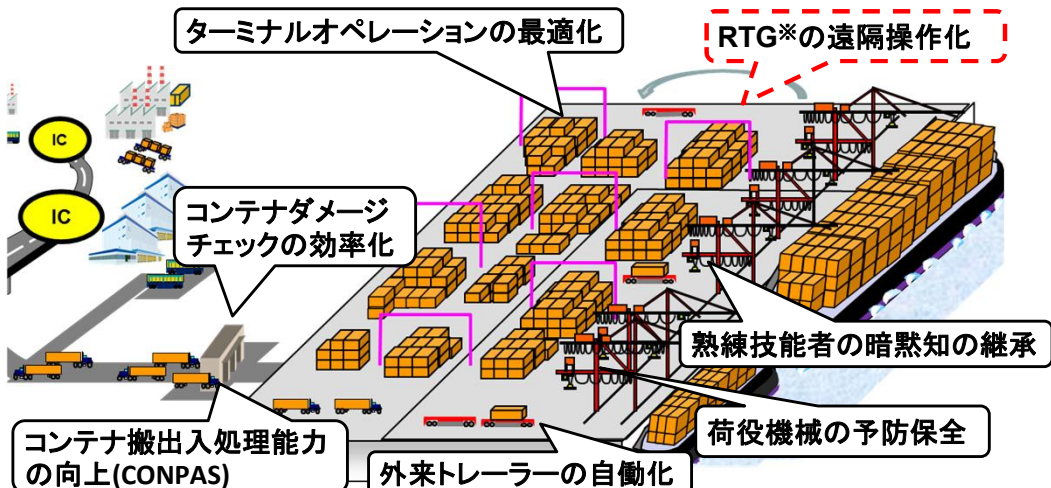 ターミナルオペレーションの最適化
RTG※の遠隔操作化
IC
IC
コンテナダメージ
チェックの効率化
熟練技能者の暗黙知の継承
荷役機械の予防保全
コンテナ搬出入処理能力
の向上(CONPAS)
外来トレーラーの自働化